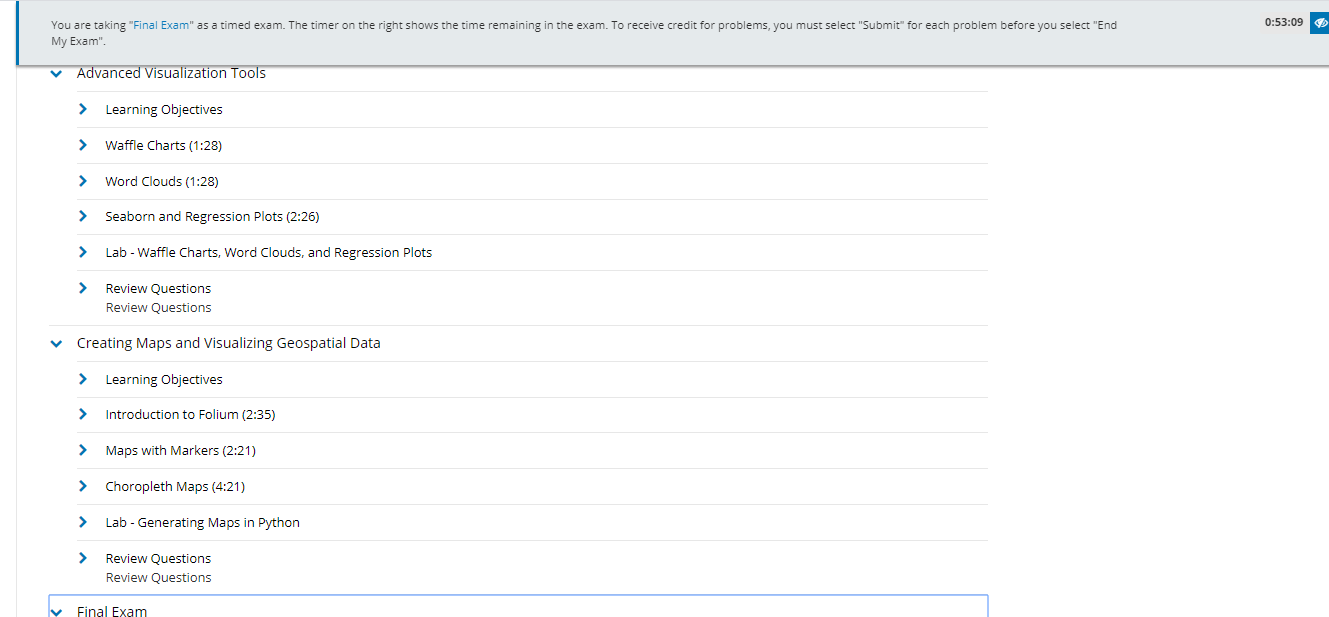 You are taking "Final Exam" as a timed exam. The timer on the right shows the time remaining in the exam. To receive credit for problems, you must select "Submit" for each problem before you select "End
My Exam".
0:53:09
Advanced Visualization Tools
Learning Objectives
Waffle Charts (1:28)
Word Clouds (1:28)
Seaborn and Regression Plots (2:26)
Lab - Waffle Charts, Word Clouds, and Regression Plots
Review Questions
Review Questions
Creating Maps and Visualizing Geospatial Data
Learning Objectives
Introduction to Folium (2:35)
Maps with Markers (2:21)
Choropleth Maps (4:21)
Lab - Generating Maps in Python
Review Questions
Review Questions
Final Exam